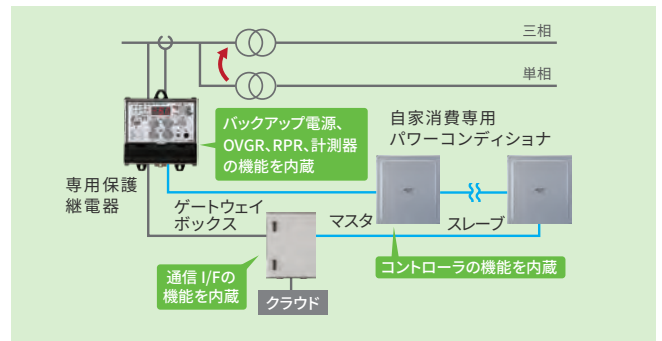 三相
単相
バックアップ電源、
OVGR、RPR、計測器
の機能を内蔵
自家消費専用
パワーコンディショナ
専用保護
継電器
ゲートウェイ
ボックス
マスタ
スレーブ
通信 I/Fの
機能を内蔵
コントローラの機能を内蔵
クラウド